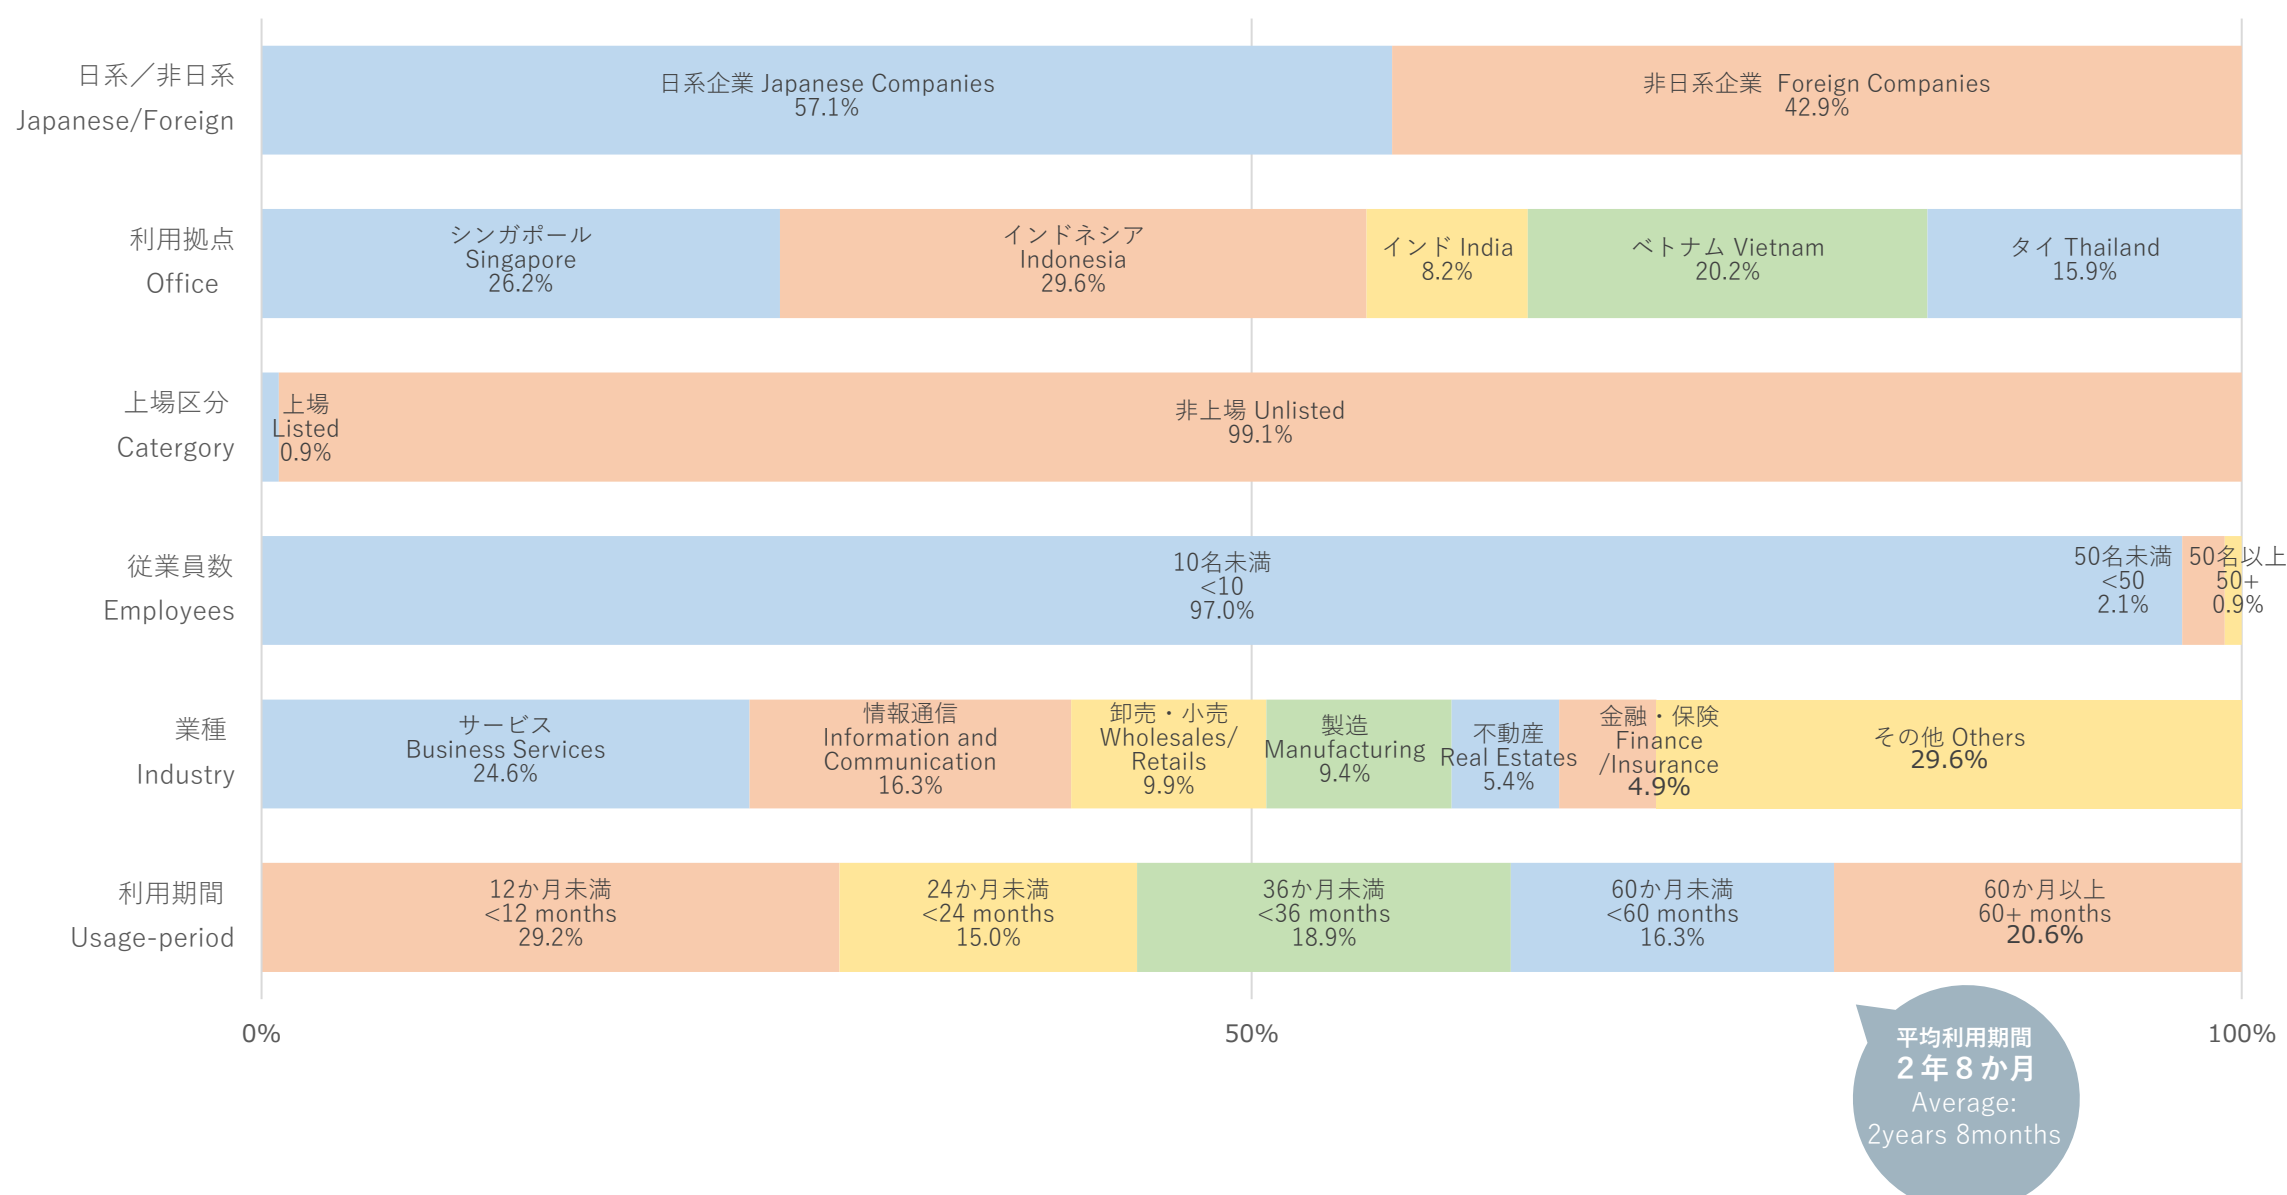 日系／非日系
Japanese/Foreign
日系企業 Japanese Companies
57.1%
非日系企業 Foreign Companies
42.9%
利用拠点
Office
シンガポール
Singapore
26.2%
インドネシア
Indonesia
29.6%
インド India
8.2%
ベトナム Vietnam
20.2%
タイ Thailand
15.9%
上場区分
Catergory
上場
Listed
0.9%
非上場 Unlisted
99.1%
従業員数
Employees
10名未満
<10
97.0%
50名未満
<50
2.1%
50名以上
50+
0.9%
業種
Industry
サービス
Business Services
24.6%
情報通信
Information and
Communication
16.3%
卸売・小売
Wholesales/
Retails
9.9%
製造
Manufacturing
9.4%
不動産
Real Estates
5.4%
金融・保険
Finance
/Insurance
4.9%
その他 Others
29.6%
利用期間
Usage-period
12か月未満
<12 months
29.2%
24か月未満
<24 months
15.0%
36か月未満
<36 months
18.9%
60か月未満
<60 months
16.3%
60か月以上
60+ months
20.6%
0%
50%
100%
平均利用期間
２年８か月
Average:
2years 8months